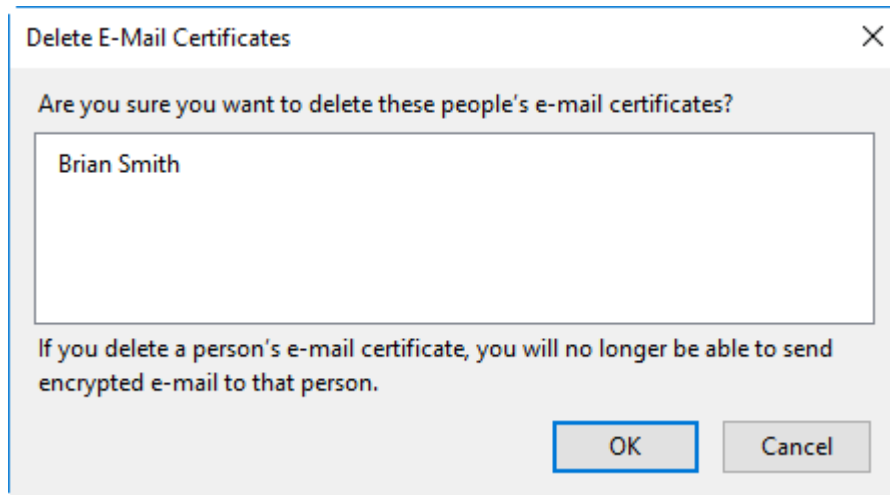 Delete E-Mail Certificates
Are you sure you want to delete these people’s e-mail certificates?
Brian Smith
If you delete a person’s e-mail certificate, you will no longer be able to send
encrypted e-mail to that person.
OK
Cancel